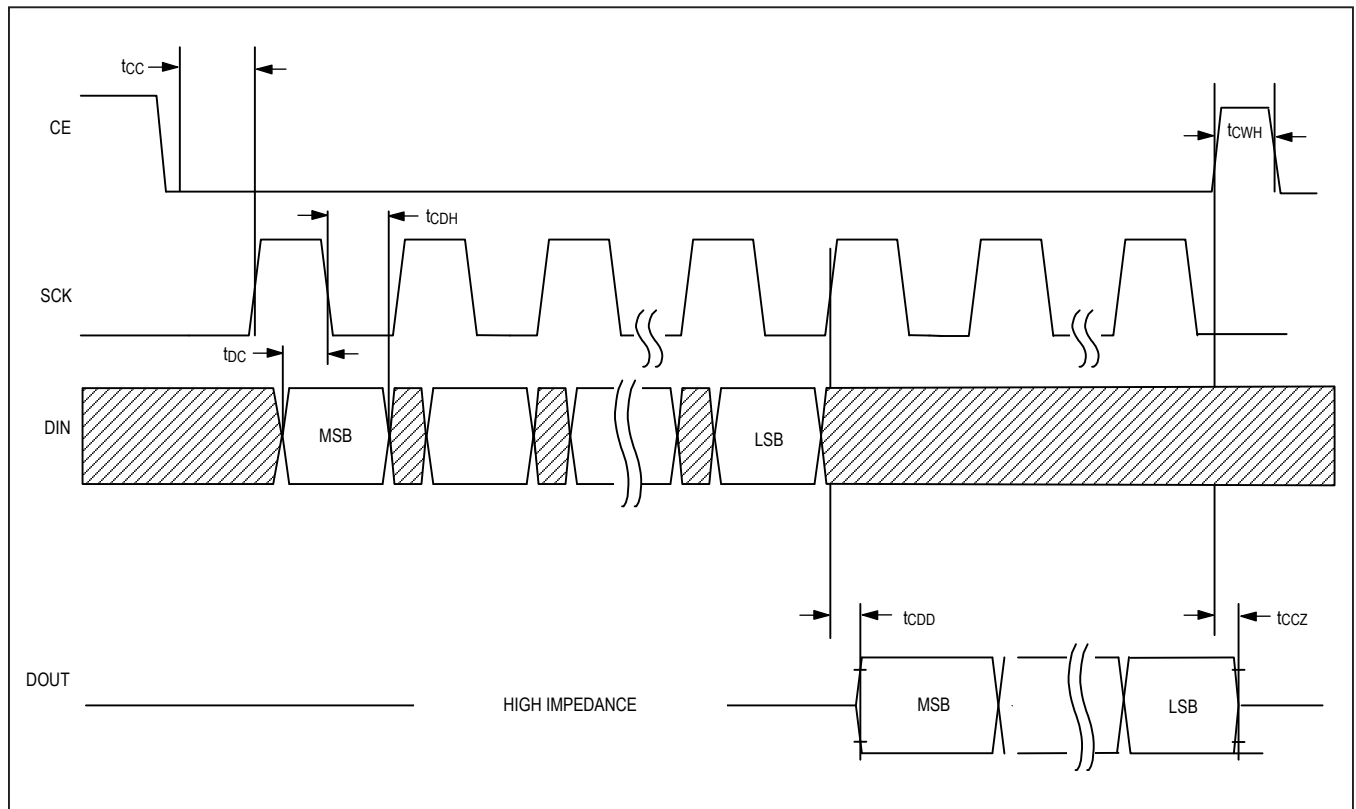 tCC
CE
tCWH
tCDH
SCK
tDC
DIN
MSB
LSB
tCDD
tCCZ
DOUT
HIGH IMPEDANCE
MSB
LSB